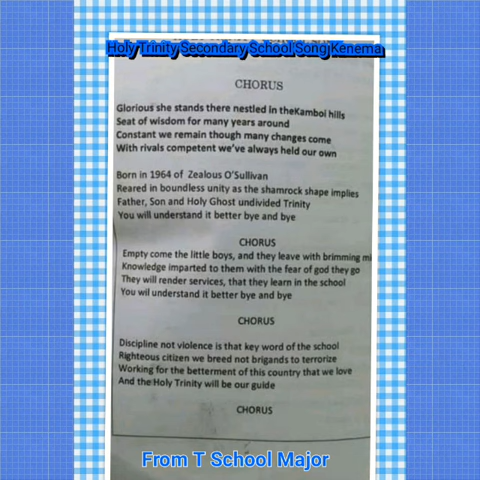 Holy Trinity Secondary School Song Kenema
CHORUS
Glorious she stands there nestled in theKamboi hills
Seat of wisdom for many years around
Constant we remain though many changes come
With rivals competent we've always held our own
Born in 1964 of Zealous O'Sullivan
Reared in boundless unity as the shamrock shape implies
Father, Son and Holy Ghost undivided Trinity
You will understand it better bye and bye
CHORUS
Empty come the little boys, and they leave with brimming mi
Knowledge imparted to them with the fear of god they go
They will render services, that they learn in the school
You wil understand it better bye and bye
CHORUS
Discipline not violence is that key word of the school
Righteous citizen we breed not brigands to terrorize
Working for the betterment of this country that we love
And the Holy Trinity will be our guide
CHORUS
From T School Major